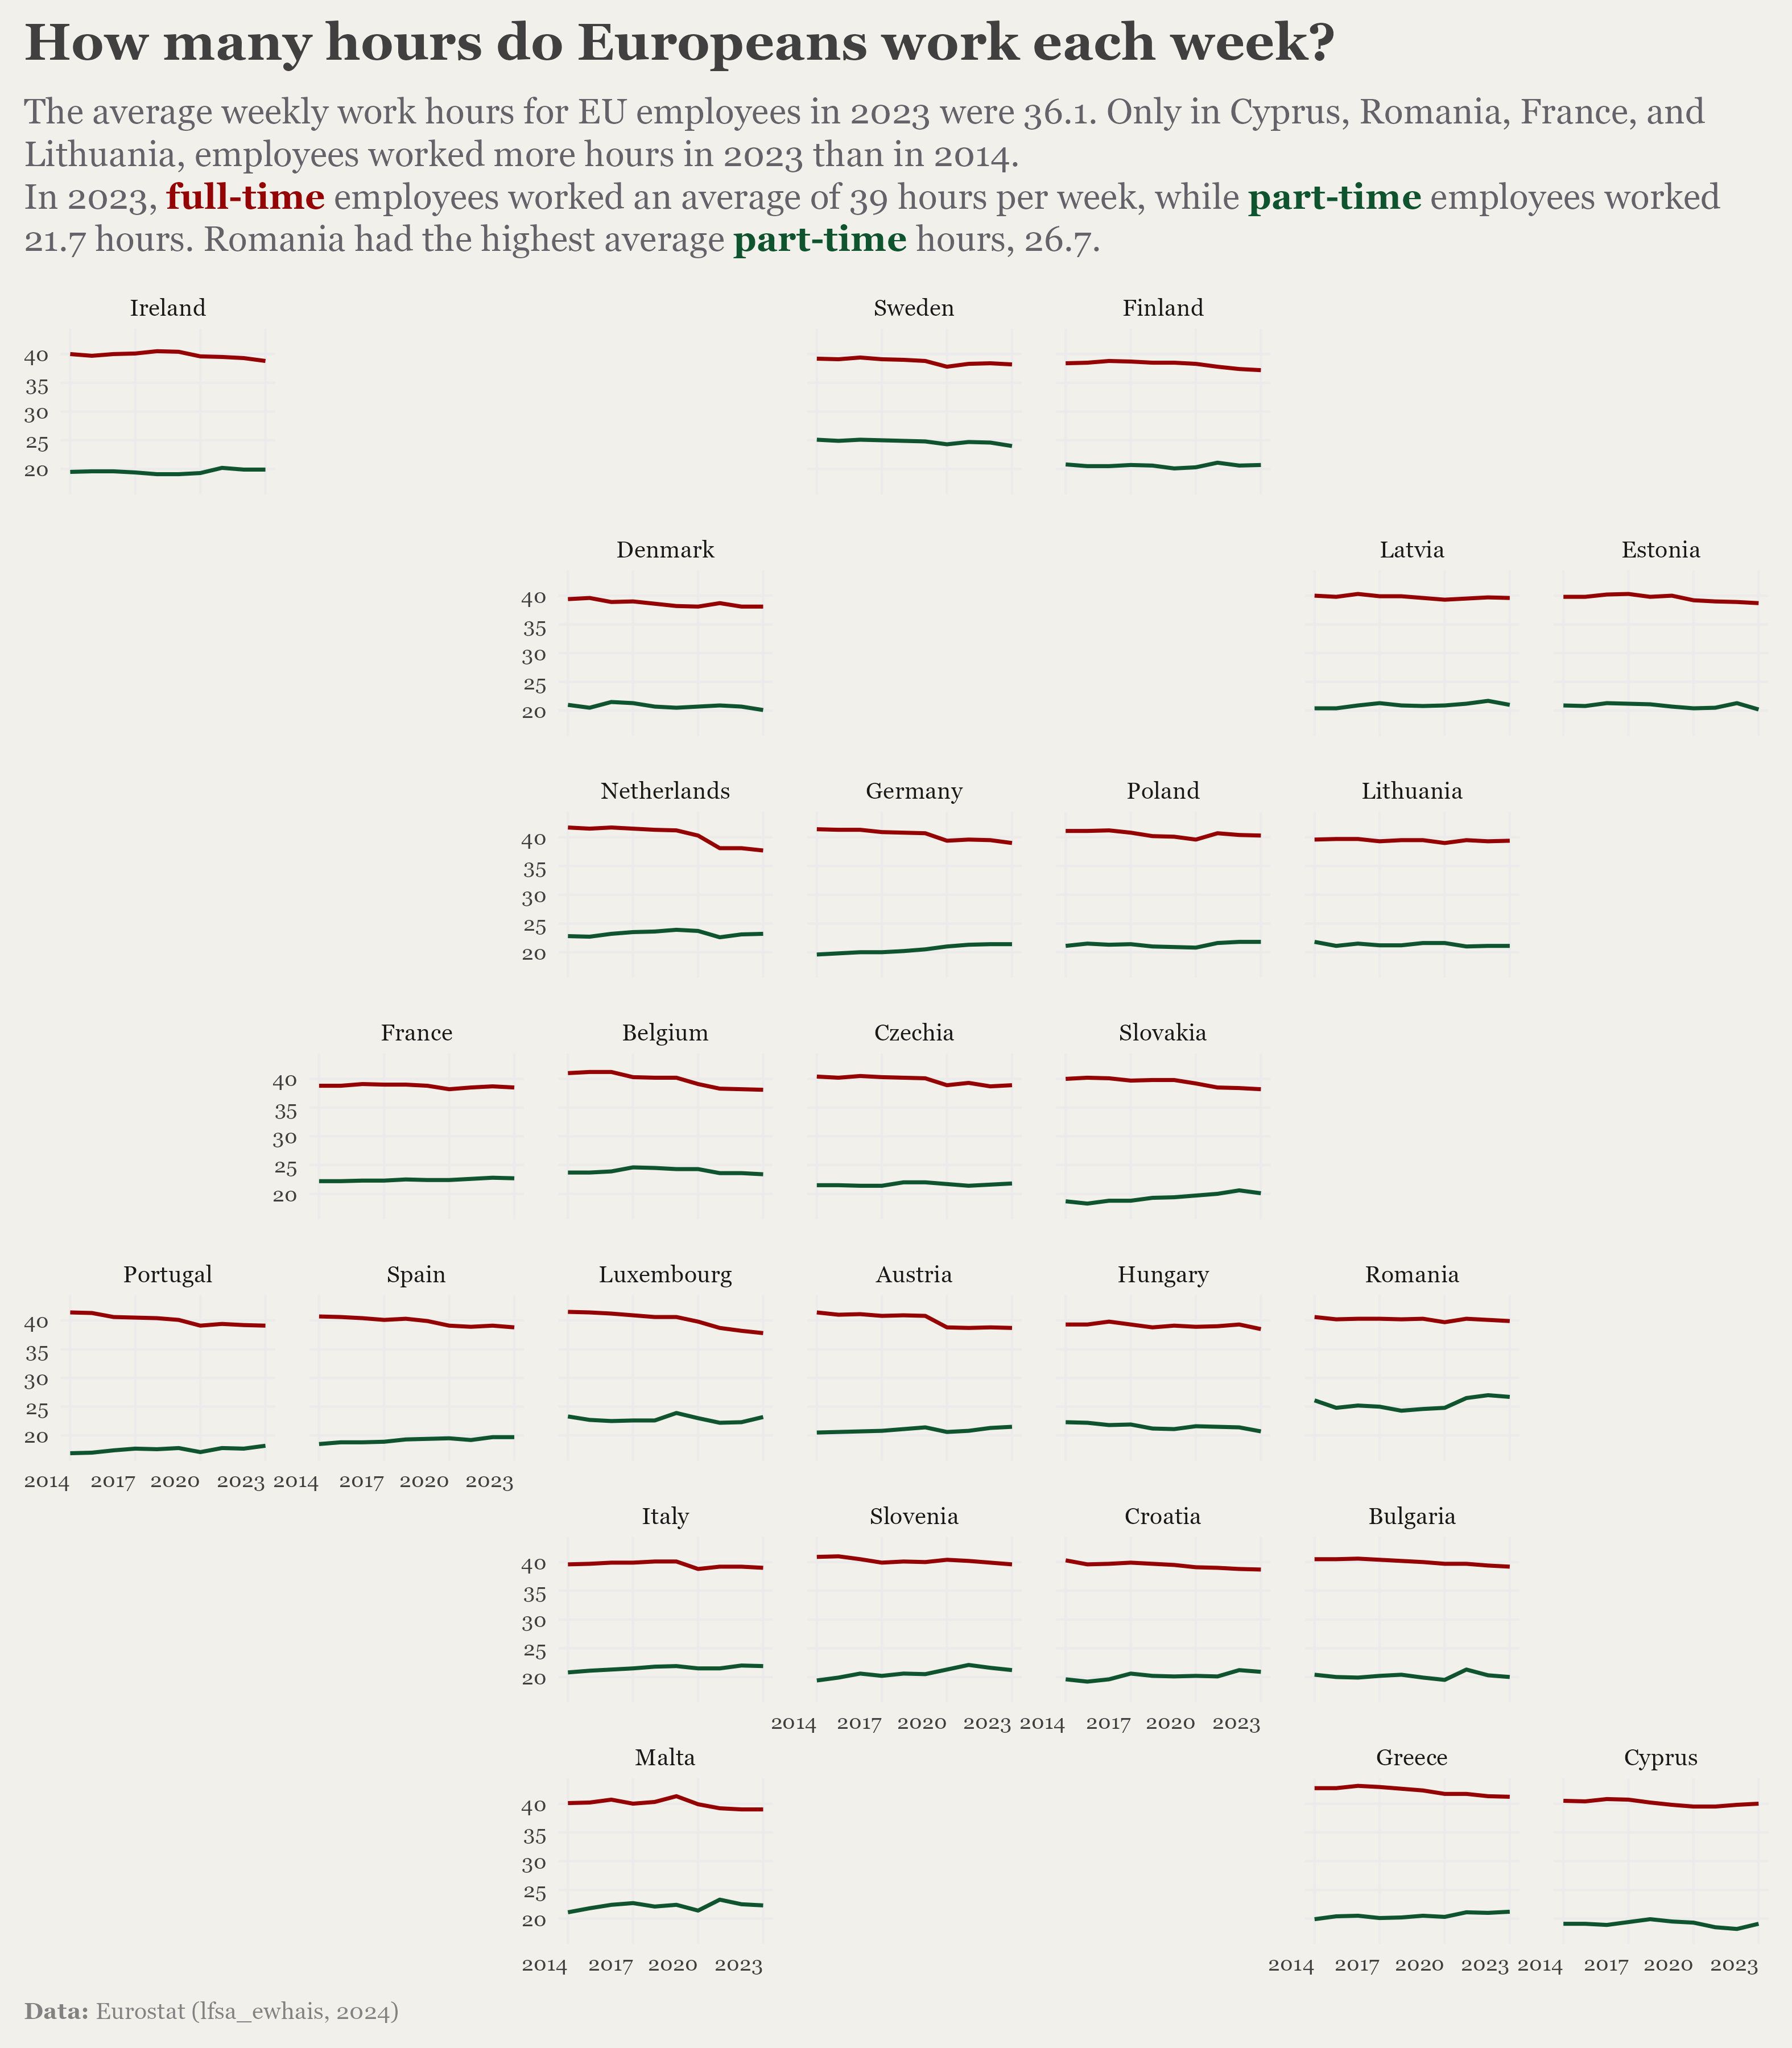 How many hours do Europeans work each week?
The average weekly work hours for EU employees in 2023 were 36.1. Only in Cyprus, Romania, France, and
Lithuania, employees worked more hours in 2023 than in 2014.
In 2023, full-time employees worked an average of 39 hours per week, while part-time employees worked
21.7 hours. Romania had the highest average part-time hours, 26.7.
Ireland Sweden Finland
40
35
30
25
20
Denmark Latvia Estonia
40
35
30
25
20
Netherlands Germany Poland Lithuania
40
35
30
25
20
France Belgium Czechia Slovakia
40
35
30
25
20
Portugal Spain Luxembourg Austria Hungary Romania
40
35
30
25
20
2014 2017 2020 2023 2014 2017 2020 2023
Italy Slovenia Croatia Bulgaria
40
35
30
25
20
2014 2017 2020 2023 2014 2017 2020 2023
Malta Greece Cyprus
40
35
30
25
20
2014 2017 2020 2023 2014 2017 2020 2023 2014 2017 2020 2023
Data: Eurostat (lfsa_ewhais, 2024)